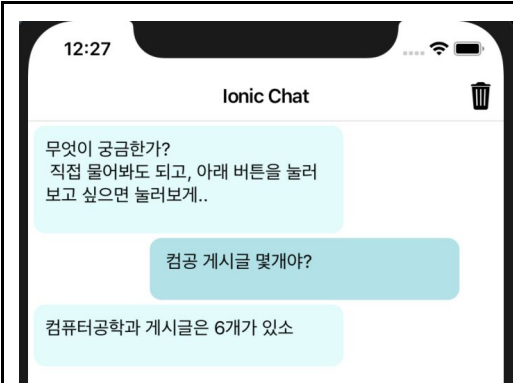 12:27
Ionic Chat
무엇이 궁금한가?
직접 물어봐도 되고, 아래 버튼을 눌러
보고 싶으면 눌러보게..
컴공 게시글 몇개야?
컴퓨터공학과 게시글은 6개가 있소